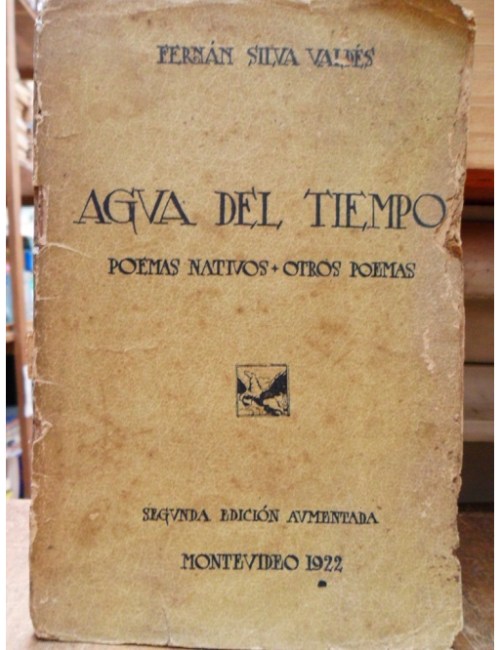 FERNÁN SILVA VALDÉS
AGVA DEL TIEMPO
POEMAS NATIVOS + OTROS POEMAS
SEGVNDA EDICIÓN AVMENTADA
MONTEVIDEO 1922